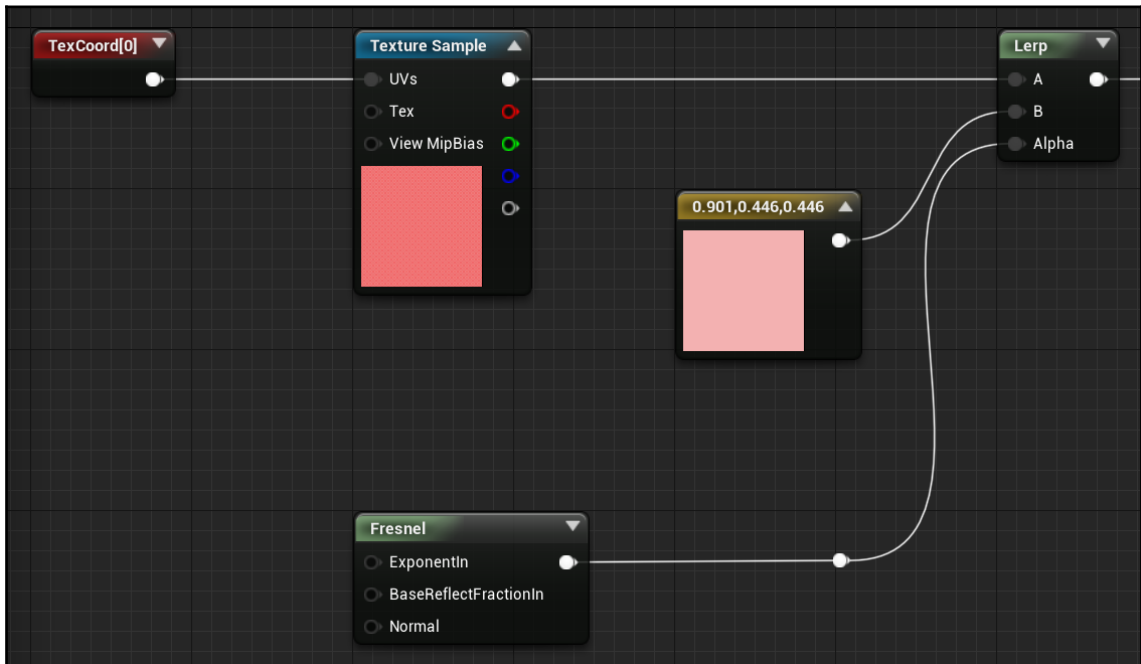 TexCoord[0]
Texture Sample
UVs
Tex
View MipBias
0.901,0.446,0.446
Lerp
A
B
Alpha
Fresnel
ExponentIn
BaseReflectFractionIn
Normal